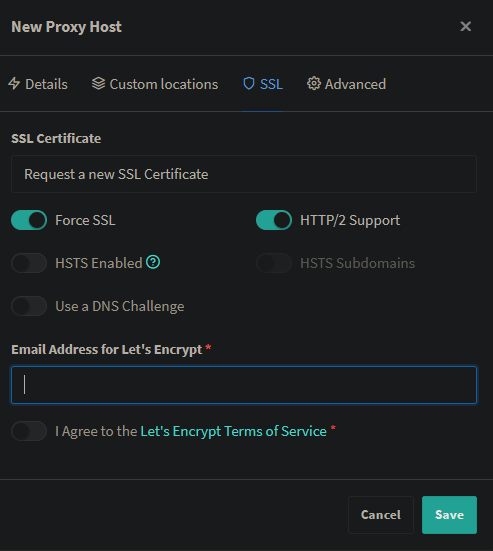 New Proxy Host
Details Custom locations SSL Advanced
SSL Certificate
Request a new SSL Certificate
Force SSL HTTP/2 Support
HSTS Enabled ? HSTS Subdomains
Use a DNS Challenge
Email Address for Let's Encrypt *
I Agree to the Let's Encrypt Terms of Service *
Cancel Save